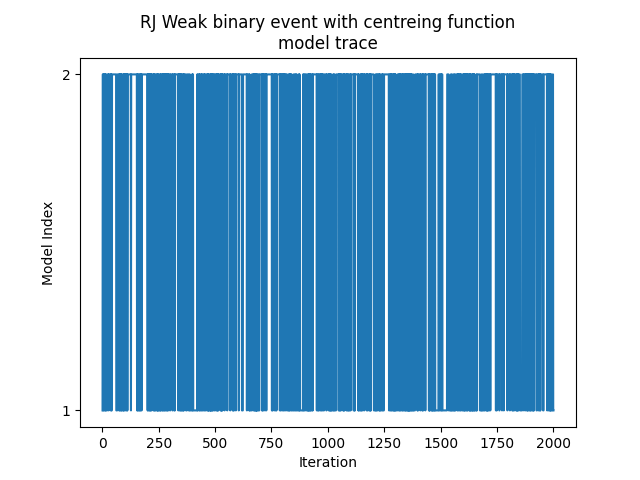 RJ Weak binary event with centreing function
model trace
2
Model Index
1
0 250 500 750 1000 1250 1500 1750 2000
Iteration